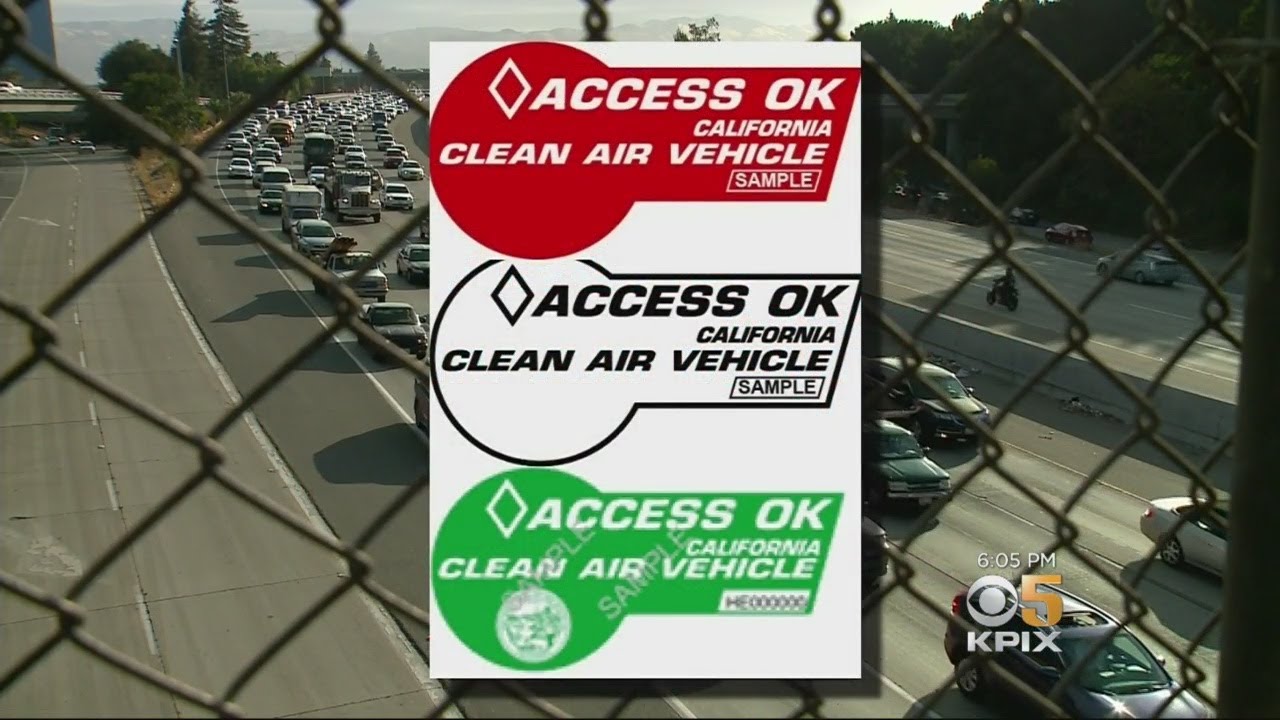 ACCESS OK
CALIFORNIA
CLEAN AIR VEHICLE
SAMPLE
ACCESS OK
CALIFORNIA
CLEAN AIR VEHICLE
SAMPLE
ACCESS OK
CALIFORNIA
CLEAN AIR VEHICLE
SAMPLE
SAMPLE
HE000000
6:05 PM
5
KPIX